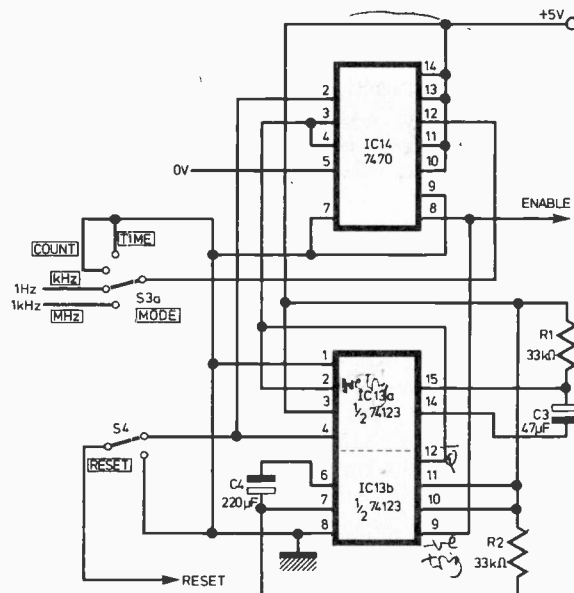 +5V
14
2
13
3
12
4
IC14
7470
11
5
10
0V
9
7
8
ENABLE
COUNT
TIME
kHz
1Hz
1kHz
S3a
MHz
MODE
R1
33kΩ
1
2
15
IC13a
3
½ 74123
14
C3
47µF
S4
4
12
RESET
6
11
C4
IC13b
220µF
7
½ 74123
10
8
9
R2
33kΩ
+ve
trig
RESET